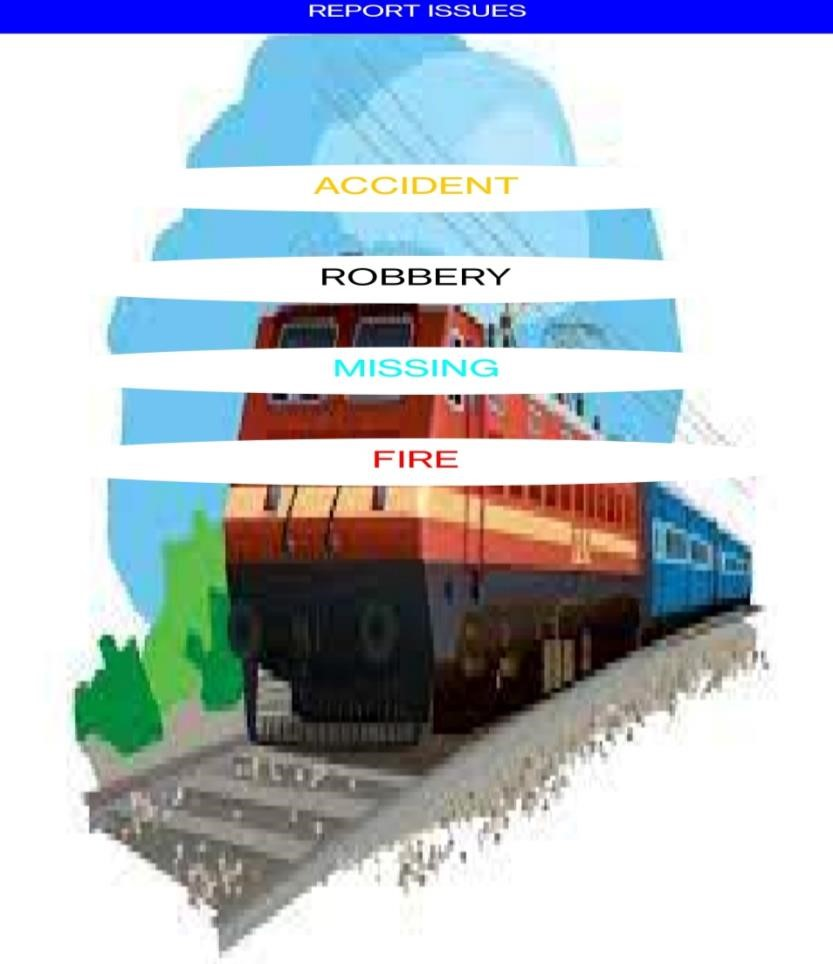 REPORT ISSUES
ACCIDENT
ROBBERY
MISSING
FIRE